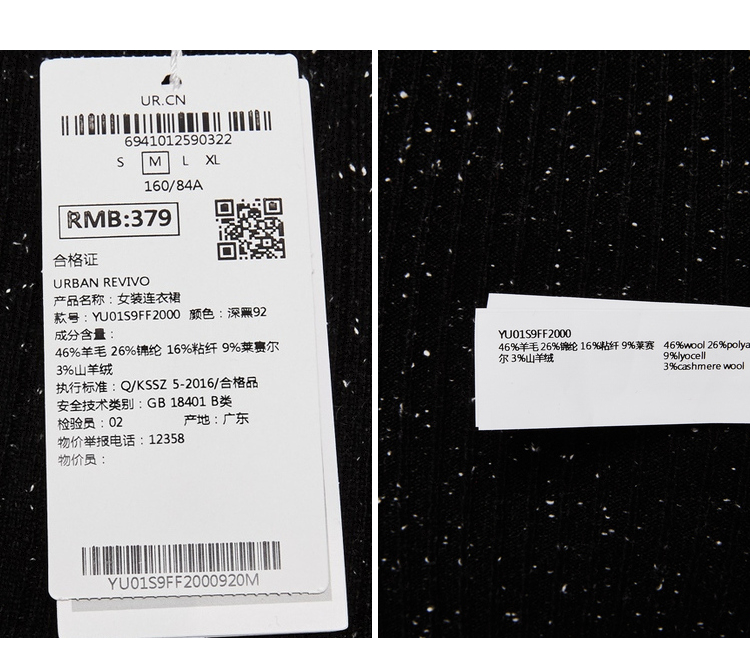 UR.CN
6941012590322
S M L XL
160/84A
RMB:379
合格证
URBAN REVIVO
产品名称：女装连衣裙
款号：YU01S9FF2000 颜色：深黑92
成分含量：
46%羊毛 26%锦纶 16%粘纤 9%莱赛尔
3%山羊绒
执行标准：Q/KSSZ 5-2016/合格品
安全技术类别：GB 18401 B类
检验员：02 产地：广东
物价举报电话：12358
物价员：
YU01S9FF2000920M
YU01S9FF2000
46%羊毛 26%锦纶 16%粘纤 9%莱赛
尔 3%山羊绒
46%wool 26%polya
9%lyocell
3%cashmere wool